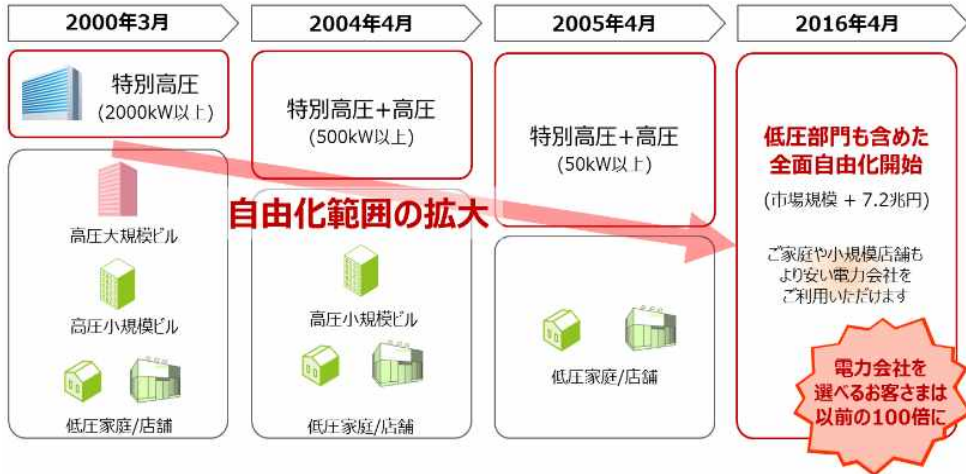 2000年3月
2004年4月
2005年4月
2016年4月
特別高圧
(2000kW以上)
高圧大規模ビル
高圧小規模ビル
低圧家庭/店舗
特別高圧+高圧
(500kW以上)
高圧小規模ビル
低圧家庭/店舗
特別高圧+高圧
(50kW以上)
低圧家庭/店舗
自由化範囲の拡大
低圧部門も含めた
全面自由化開始
(市場規模 + 7.2兆円)
ご家庭や小規模店舗も
より安い電力会社を
ご利用いただけます
電力会社を
選べるお客さまは
以前の100倍に